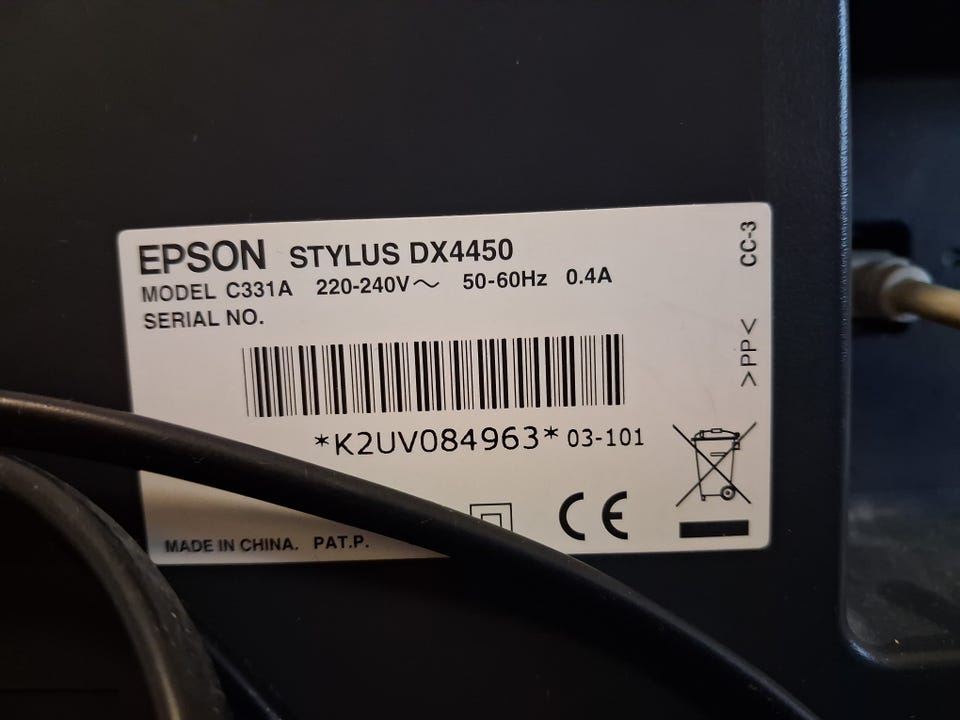 EPSON STYLUS DX4450
MODEL C331A 220-240V～ 50-60Hz 0.4A
SERIAL NO.
*K2UV084963* 03-101
MADE IN CHINA. PAT.P.
CE
CC-3
>PP<